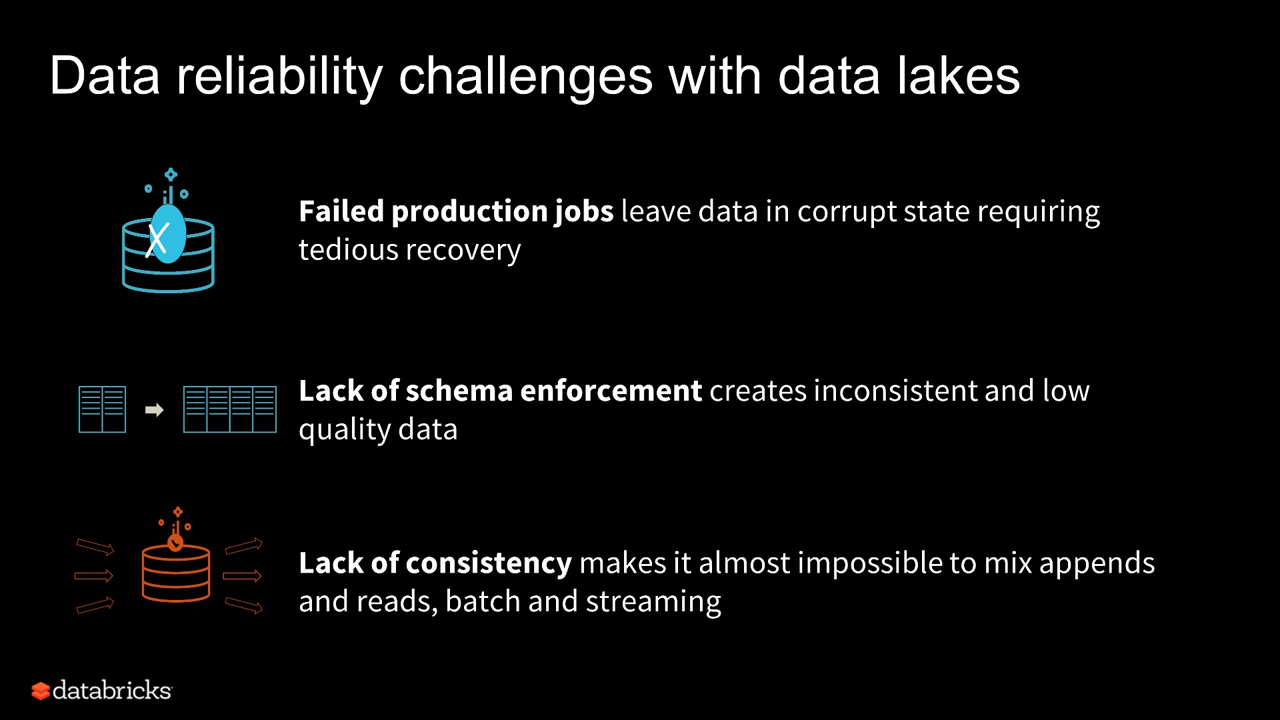 Data reliability challenges with data lakes
Failed production jobs leave data in corrupt state requiring
tedious recovery
Lack of schema enforcement creates inconsistent and low
quality data
Lack of consistency makes it almost impossible to mix appends
and reads, batch and streaming
databricks